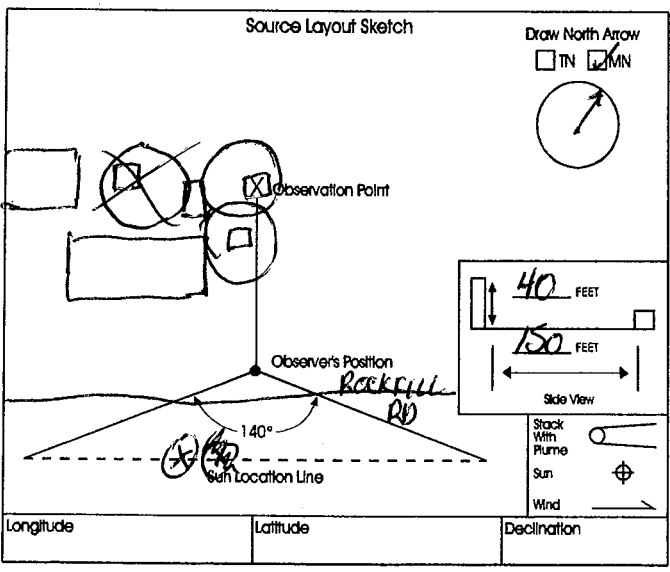 Source Layout Sketch
Draw North Arrow
TN MN
X Observation Point
40 FEET
150 FEET
Side View
Observer's Position
ROCKFILL
RD
140°
Sun Location Line
Stack
With
Plume
Sun
Wind
Longitude
Latitude
Declination